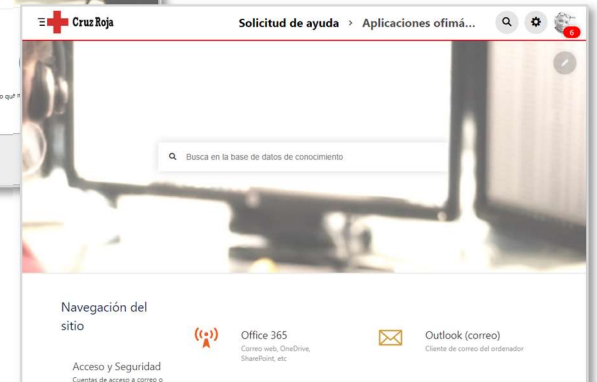 Cruz Roja
Solicitud de ayuda > Aplicaciones ofimá...
6
Busca en la base de datos de conocimiento
Navegación del
sitio
Acceso y Seguridad
Cuentas de acceso a correo o
Office 365
Correo web, OneDrive,
SharePoint, etc
Outlook (correo)
Cliente de correo del ordenador